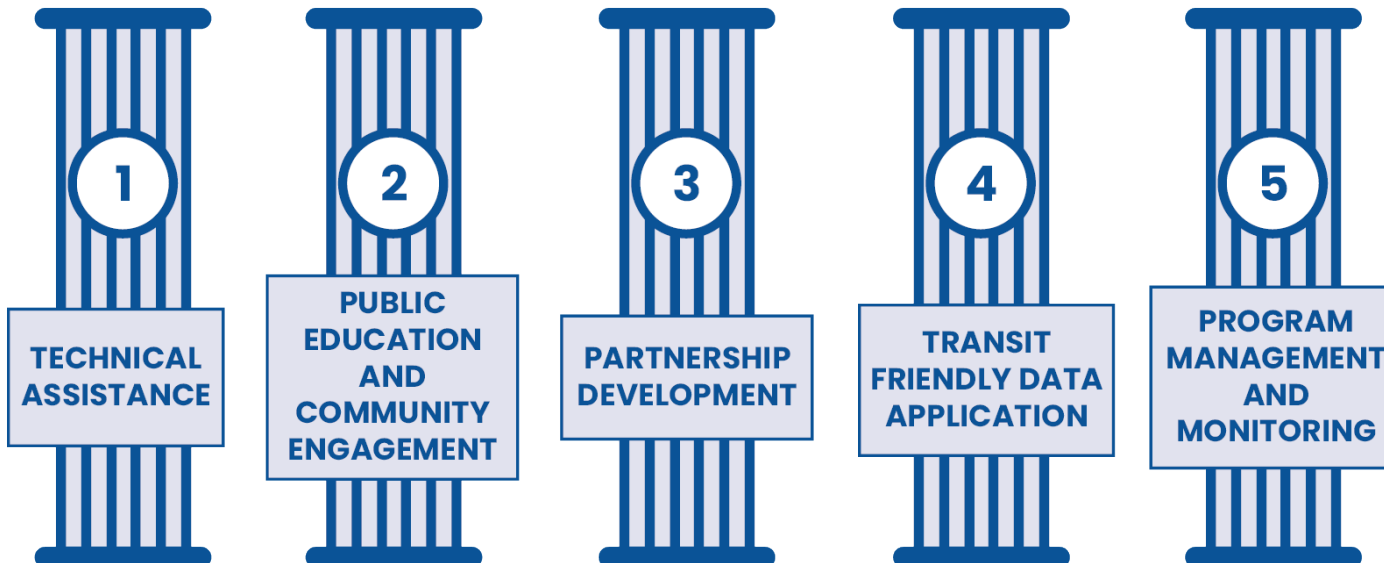 1
TECHNICAL
ASSISTANCE
2
PUBLIC
EDUCATION
AND
COMMUNITY
ENGAGEMENT
3
PARTNERSHIP
DEVELOPMENT
4
TRANSIT
FRIENDLY DATA
APPLICATION
5
PROGRAM
MANAGEMENT
AND
MONITORING